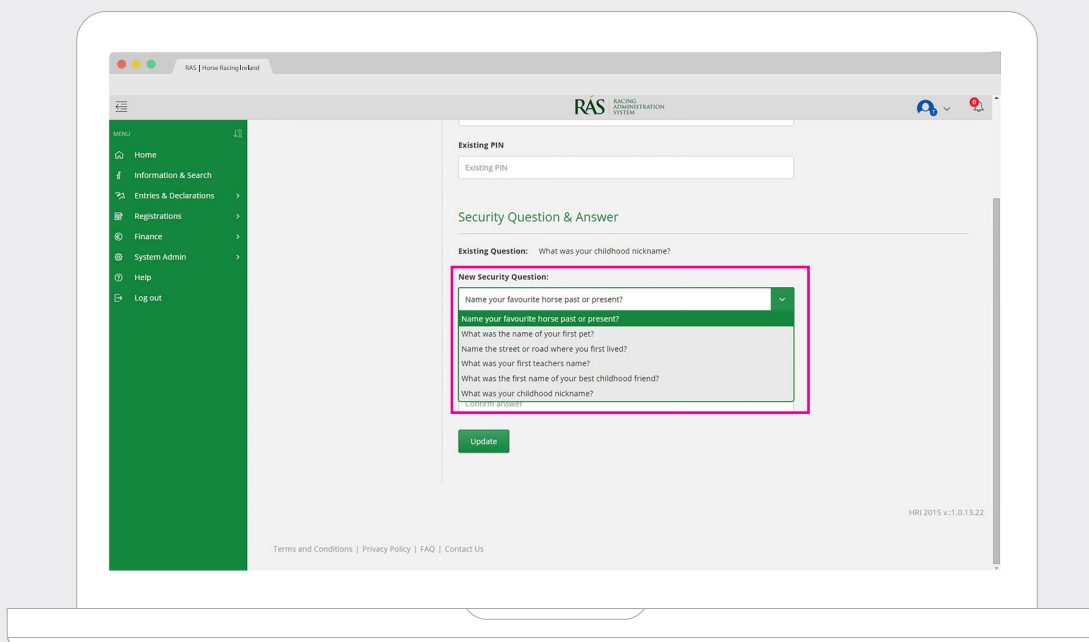 RAS | Horse Racing Ireland
RÁS RACING
ADMINISTRATION
SYSTEM
0
MENU
Home
Information & Search
Entries & Declarations
Registrations
Finance
System Admin
Help
Log out
Existing PIN
Existing PIN
Security Question & Answer
Existing Question: What was your childhood nickname?
New Security Question:
Name your favourite horse past or present?
Name your favourite horse past or present?
What was the name of your first pet?
Name the street or road where you first lived?
What was your first teachers name?
What was the first name of your best childhood friend?
What was your childhood nickname?
Confirm answer
Update
HRI 2015 v.:1.0.13.22
Terms and Conditions | Privacy Policy | FAQ | Contact Us